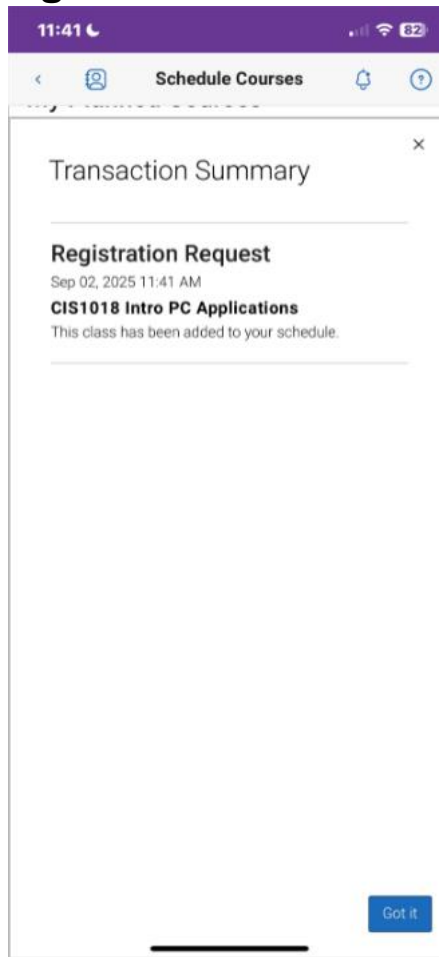 11:41
82
Schedule Courses
Transaction Summary
Registration Request
Sep 02, 2025 11:41 AM
CIS1018 Intro PC Applications
This class has been added to your schedule.
Got it